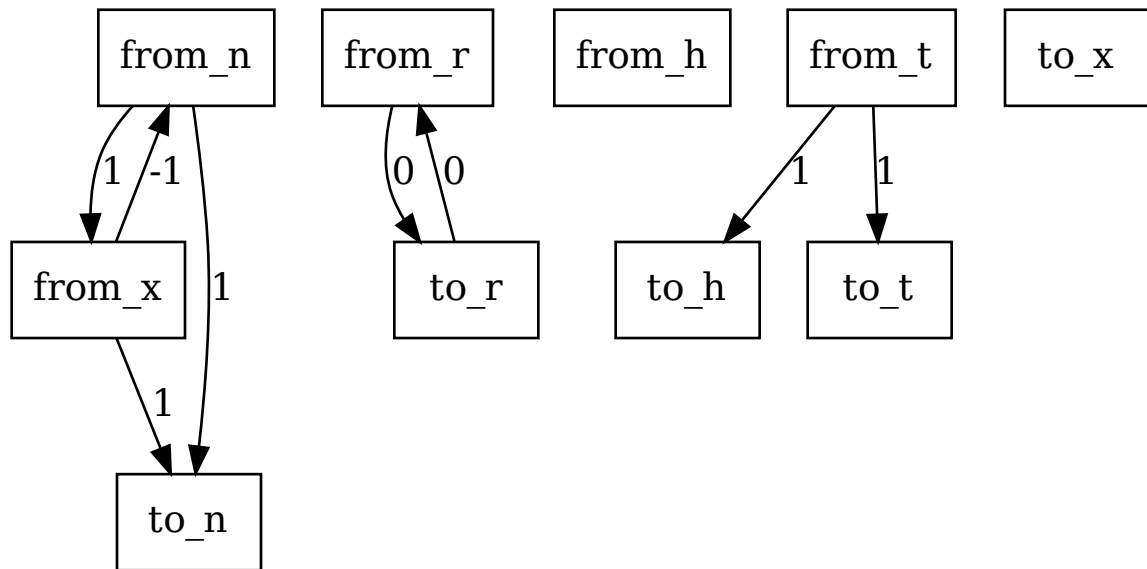 from_n from_r from_h from_t to_x
1 -1 0 0 1 1
from_x 1 to_r to_h to_t
1
to_n